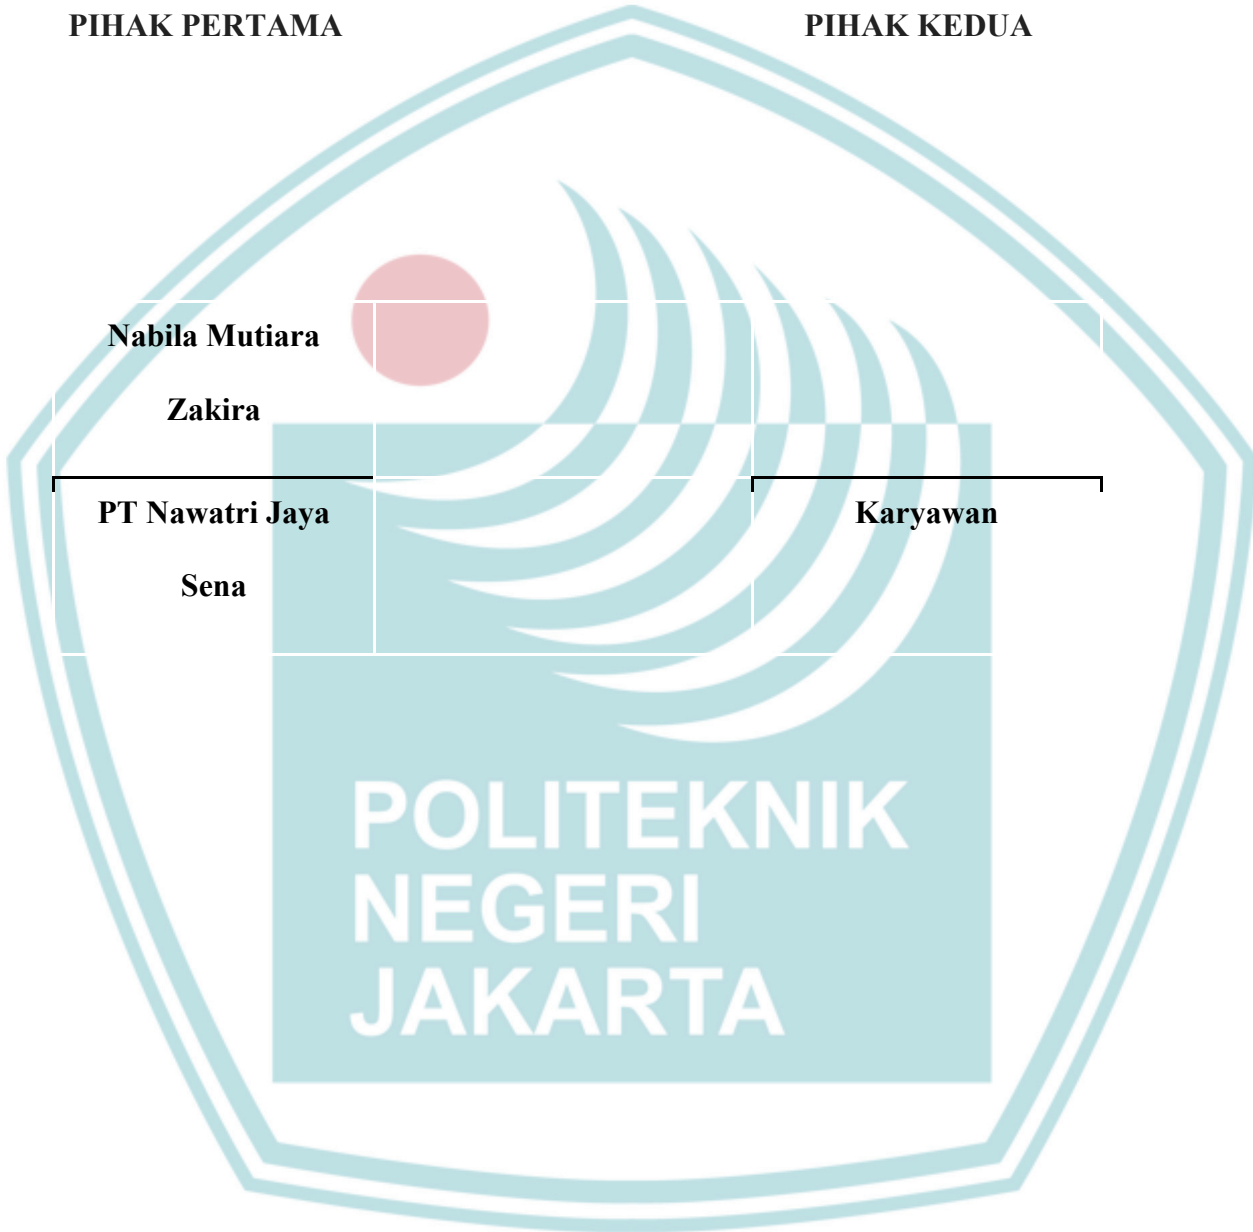 PIHAK PERTAMA PIHAK KEDUA
Nabila Mutiara
Zakira
PT Nawatri Jaya Karyawan
Sena
POLITEKNIK
NEGERI
JAKARTA